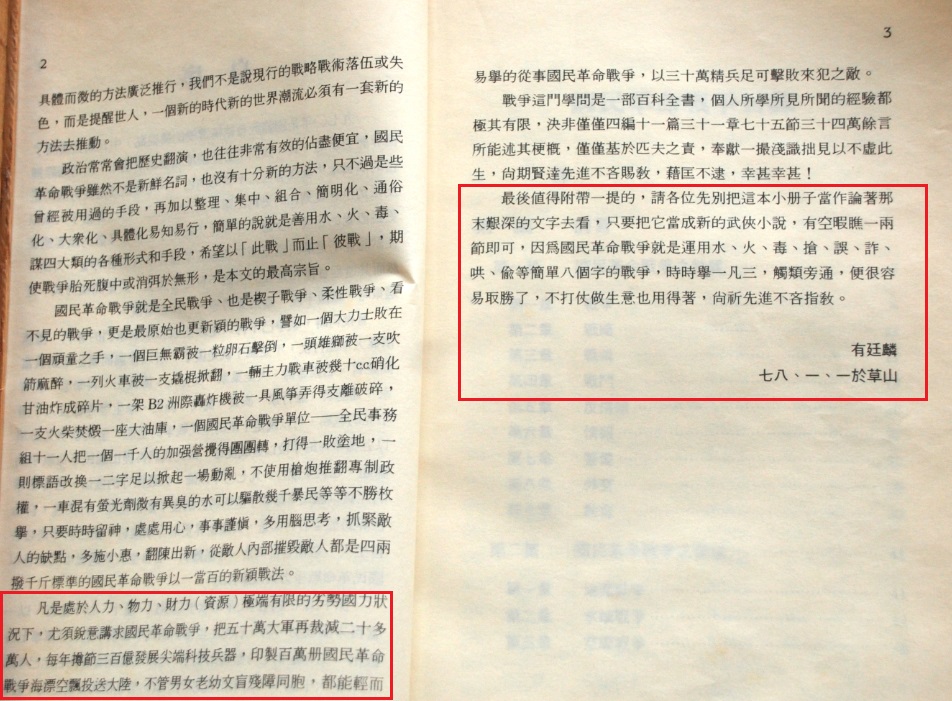 2
具體而微的方法廣泛推行，我們不是說現行的戰略戰術落伍或失
色，而是提醒世人，一個新的時代新的世界潮流必須有一套新的
方法去推動。
政治常常會把歷史翻演，也往往非常有效的佔盡便宜，國民
革命戰爭雖然不是新鮮名詞，也沒有十分新的方法，只不過是些
曾經被用過的手段，再加以整理、集中、組合、簡明化、通俗
化、大衆化、具體化易知易行，簡單的說就是善用水、火、毒、
謀四大類的各種形式和手段，希望以「此戰」而止「彼戰」，期
使戰爭胎死腹中或消弭於無形，是本文的最高宗旨。
國民革命戰爭就是全民戰爭、也是楔子戰爭、柔性戰爭、看
不見的戰爭，更是最原始也更新穎的戰爭，譬如一個大力士敗在
一個頑童之手，一個巨無霸被一粒卵石擊倒，一頭雄獅被一支吹
箭麻醉，一列火車被一支撬棍掀翻，一輛主力戰車被幾十cc硝化
甘油炸成碎片，一架B2洲際轟炸機被一具風箏弄得支離破碎，
一支火柴焚燬一座大油庫，一個國民革命戰爭單位——全民事務
組十一人把一個一千人的加强營攪得團團轉，打得一敗塗地，一
則標語改換一二字足以掀起一場動亂，不使用槍炮推翻專制政
權，一車混有螢光劑微有異臭的水可以驅散幾千暴民等等不勝枚
擧，只要時時留神，處處用心，事事謹愼，多用腦思考，抓緊敵
人的缺點，多施小惠，翻陳出新，從敵人內部摧毀敵人都是四兩
撥千斤標準的國民革命戰爭以一當百的新穎戰法。
凡是處於人力、物力、財力（資源）極端有限的劣勢國力狀
況下，尤須銳意講求國民革命戰爭，把五十萬大軍再裁減二十多
萬人，每年撙節三百億發展尖端科技兵器，印製百萬册國民革命
戰爭海漂空飄投送大陸，不管男女老幼文盲殘障同胞，都能輕而
3
易擧的從事國民革命戰爭，以三十萬精兵足可擊敗來犯之敵。
戰爭這門學問是一部百科全書，個人所學所見所聞的經驗都
極其有限，決非僅僅四編十一篇三十一章七十五節三十四萬餘言
所能述其梗概，僅僅基於匹夫之責，奉獻一撮淺識拙見以不虛此
生，尙期賢達先進不吝賜敎，藉匡不逮，幸甚幸甚！
最後值得附帶一提的，請各位先別把這本小册子當作論著那
末艱深的文字去看，只要把它當成新的武俠小說，有空暇瞧一兩
節即可，因爲國民革命戰爭就是運用水、火、毒、搶、誤、詐、
哄、偸等簡單八個字的戰爭，時時擧一凡三，觸類旁通，便很容
易取勝了，不打仗做生意也用得著，尙祈先進不吝指敎。
有廷麟
七八、一、一於草山